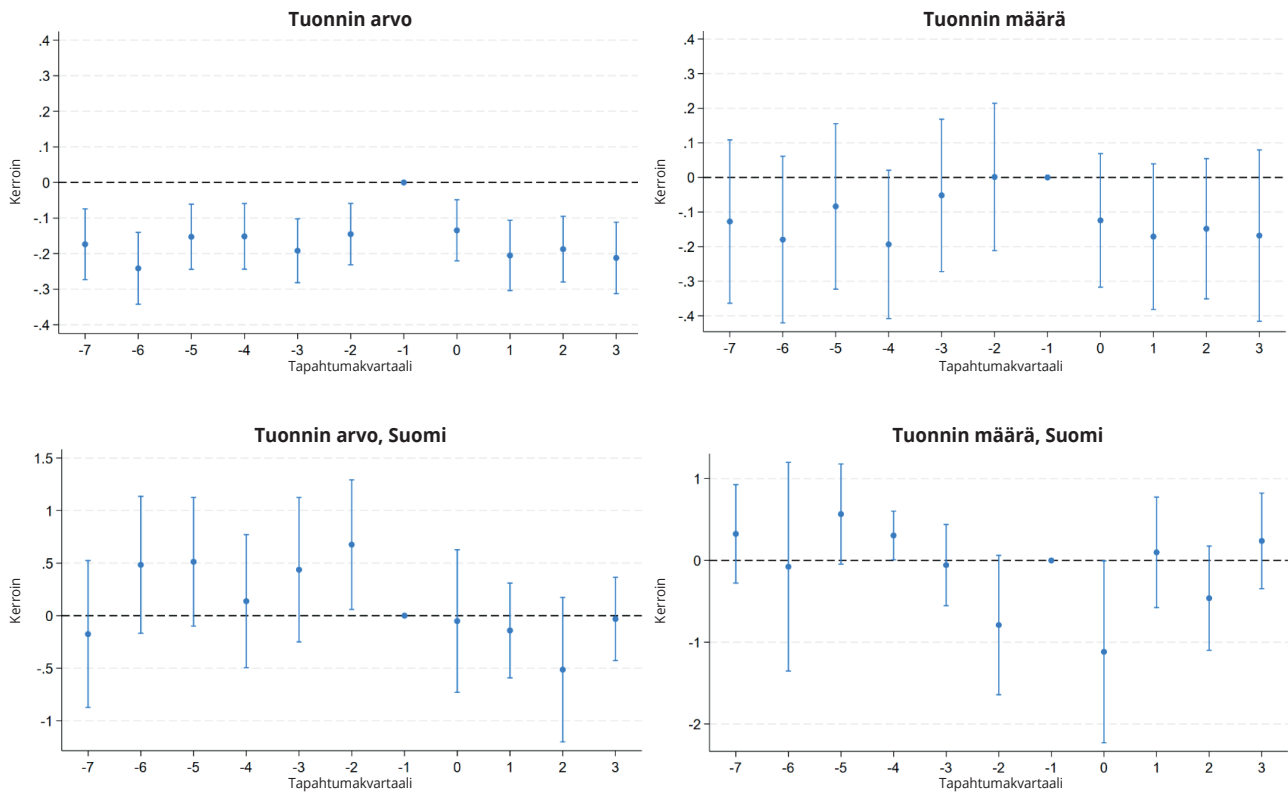 Tuonnin arvo
.4
.3
.2
.1
0
-.1
-.2
-.3
-.4
Kerroin
-7 -6 -5 -4 -3 -2 -1 0 1 2 3
Tapahtumakvartaali
Tuonnin määrä
.4
.3
.2
.1
0
-.1
-.2
-.3
-.4
Kerroin
-7 -6 -5 -4 -3 -2 -1 0 1 2 3
Tapahtumakvartaali
Tuonnin arvo, Suomi
1.5
1
.5
0
-.5
-1
Kerroin
-7 -6 -5 -4 -3 -2 -1 0 1 2 3
Tapahtumakvartaali
Tuonnin määrä, Suomi
1
0
-1
-2
Kerroin
-7 -6 -5 -4 -3 -2 -1 0 1 2 3
Tapahtumakvartaali